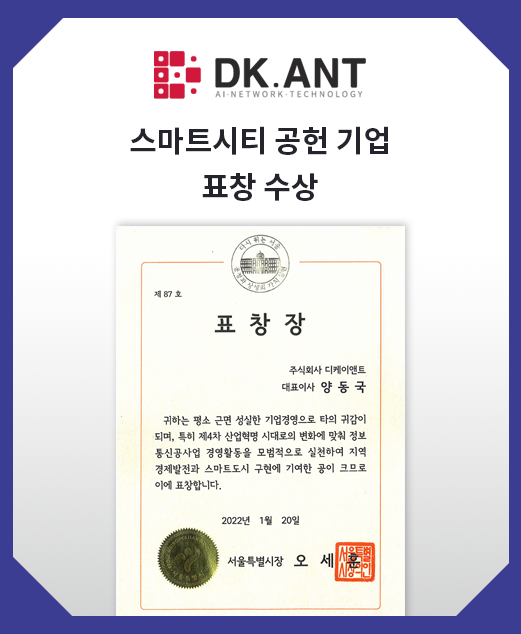 DK.ANT
AI-NETWORK-TECHNOLOGY
스마트시티 공헌 기업
표창 수상
다시 뛰는 서울
제 87 호
표 창 장
주식회사 디케이앤트
대표이사 양 동 국
귀하는 평소 근면 성실한 기업경영으로 타의 귀감이
되며, 특히 제4차 산업혁명 시대로의 변화에 맞춰 정보
통신공사업 경영활동을 모범적으로 실천하여 지역
경제발전과 스마트도시 구현에 기여한 공이 크므로
이에 표창합니다.
2022년 1월 20일
서울특별시장 오 세 훈
서울특별
시장의인